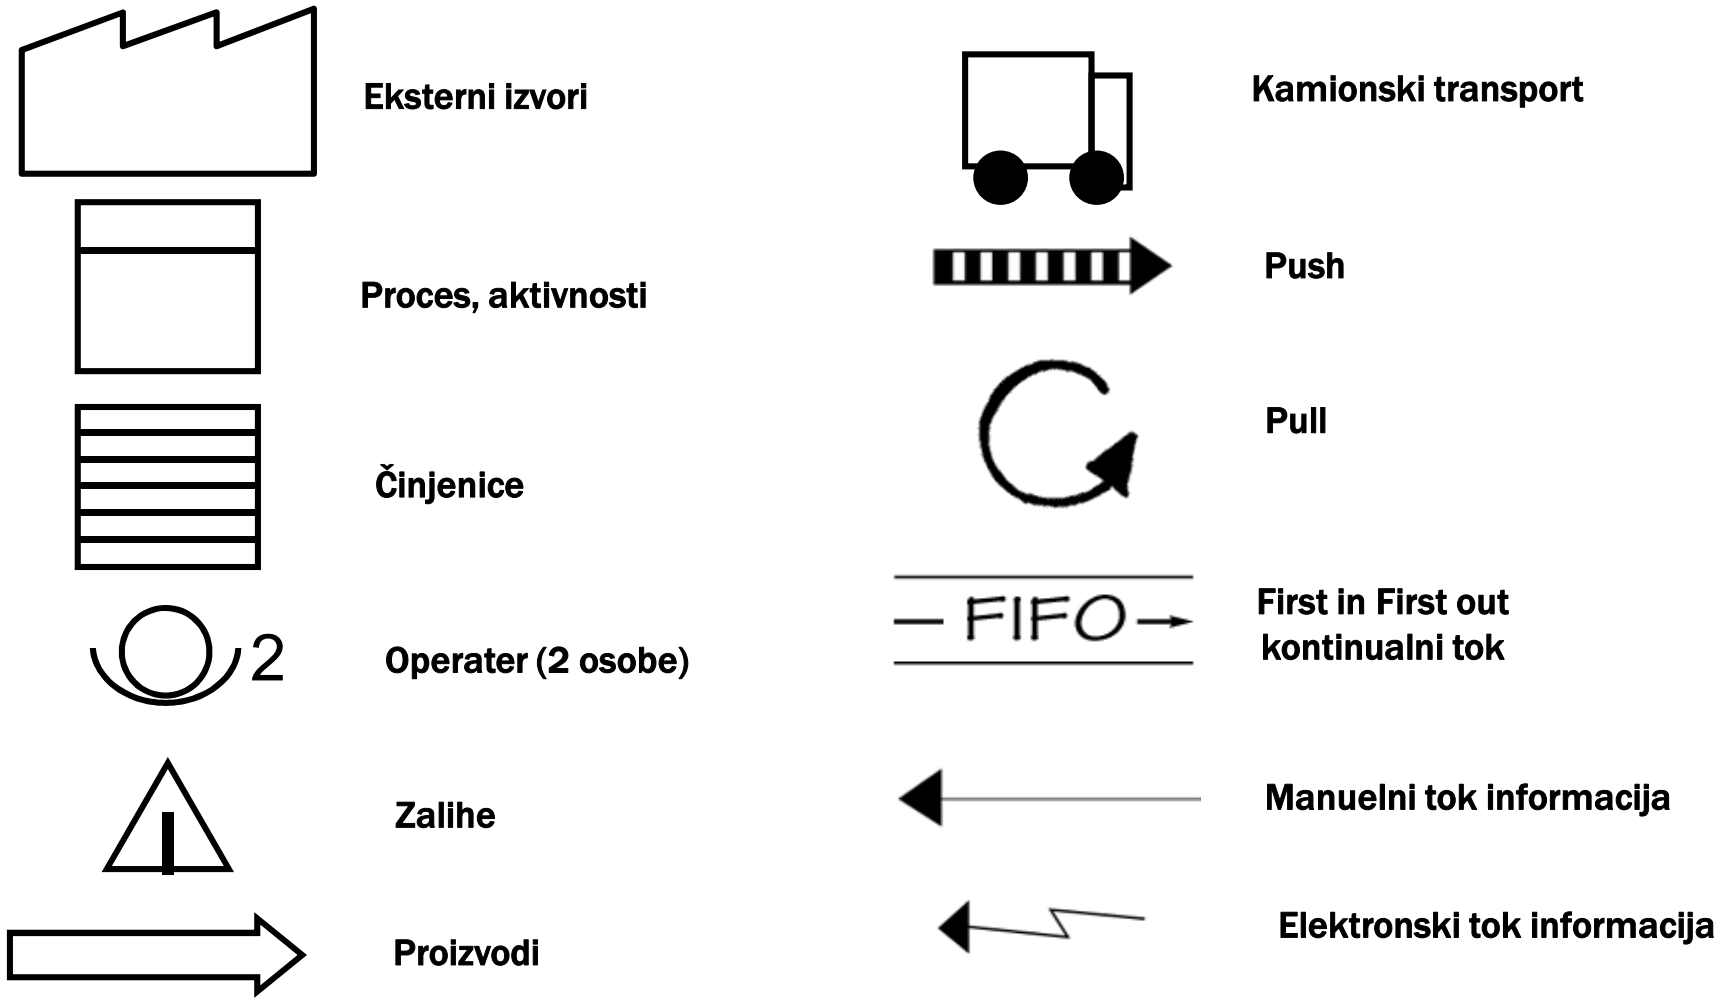 Eksterni izvori
Proces, aktivnosti
Činjenice
2
Operater (2 osobe)
Zalihe
Proizvodi
Kamionski transport
Push
Pull
FIFO
First in First out
kontinualni tok
Manuelni tok informacija
Elektronski tok informacija